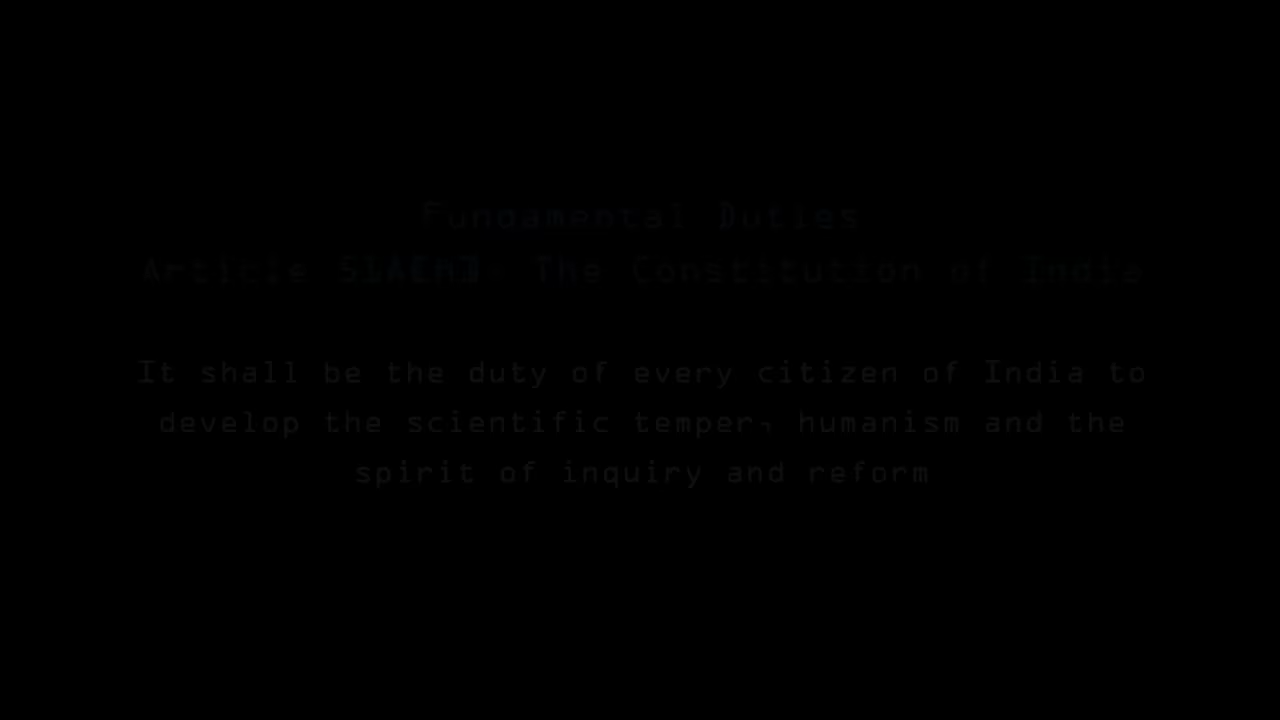 Fundamental Duties
Article 51A[H] The Constitution of India
It shall be the duty of every citizen of India to
develop the scientific temper, humanism and the
spirit of inquiry and reform